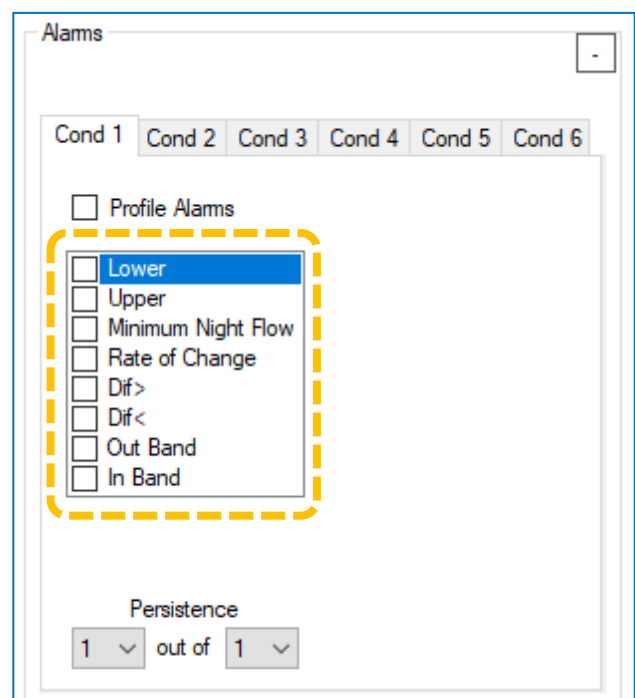 Alarms
-
Cond 1 Cond 2 Cond 3 Cond 4 Cond 5 Cond 6
Profile Alarms
Lower
Upper
Minimum Night Flow
Rate of Change
Dif>
Dif<
Out Band
In Band
Persistence
1 out of 1